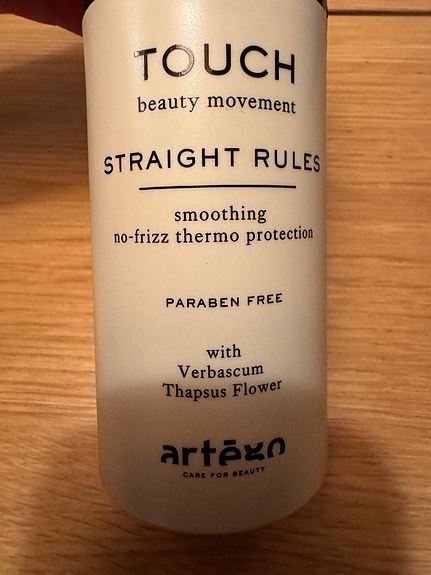 TOUCH
beauty movement
STRAIGHT RULES
smoothing
no-frizz thermo protection
PARABEN FREE
with
Verbascum
Thapsus Flower
artēgo
CARE FOR BEAUTY